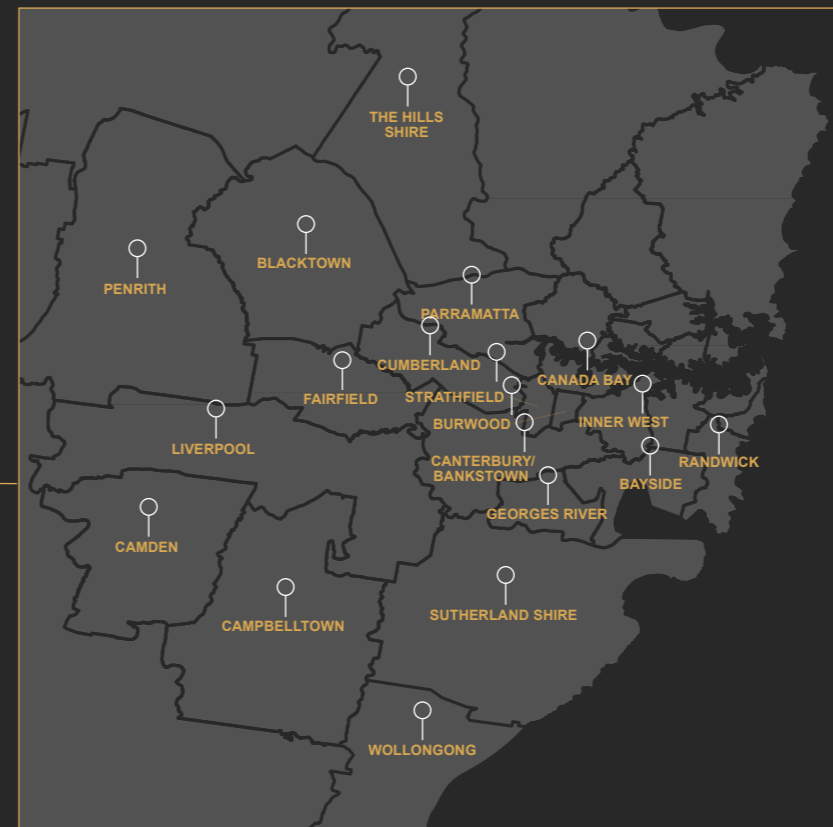 THE HILLS
SHIRE
BLACKTOWN
PENRITH
PARRAMATTA
CUMBERLAND
CANADA BAY
FAIRFIELD
STRATHFIELD
BURWOOD
INNER WEST
LIVERPOOL
CANTERBURY/
BANKSTOWN
RANDWICK
BAYSIDE
GEORGES RIVER
CAMDEN
SUTHERLAND SHIRE
CAMPBELLTOWN
WOLLONGONG